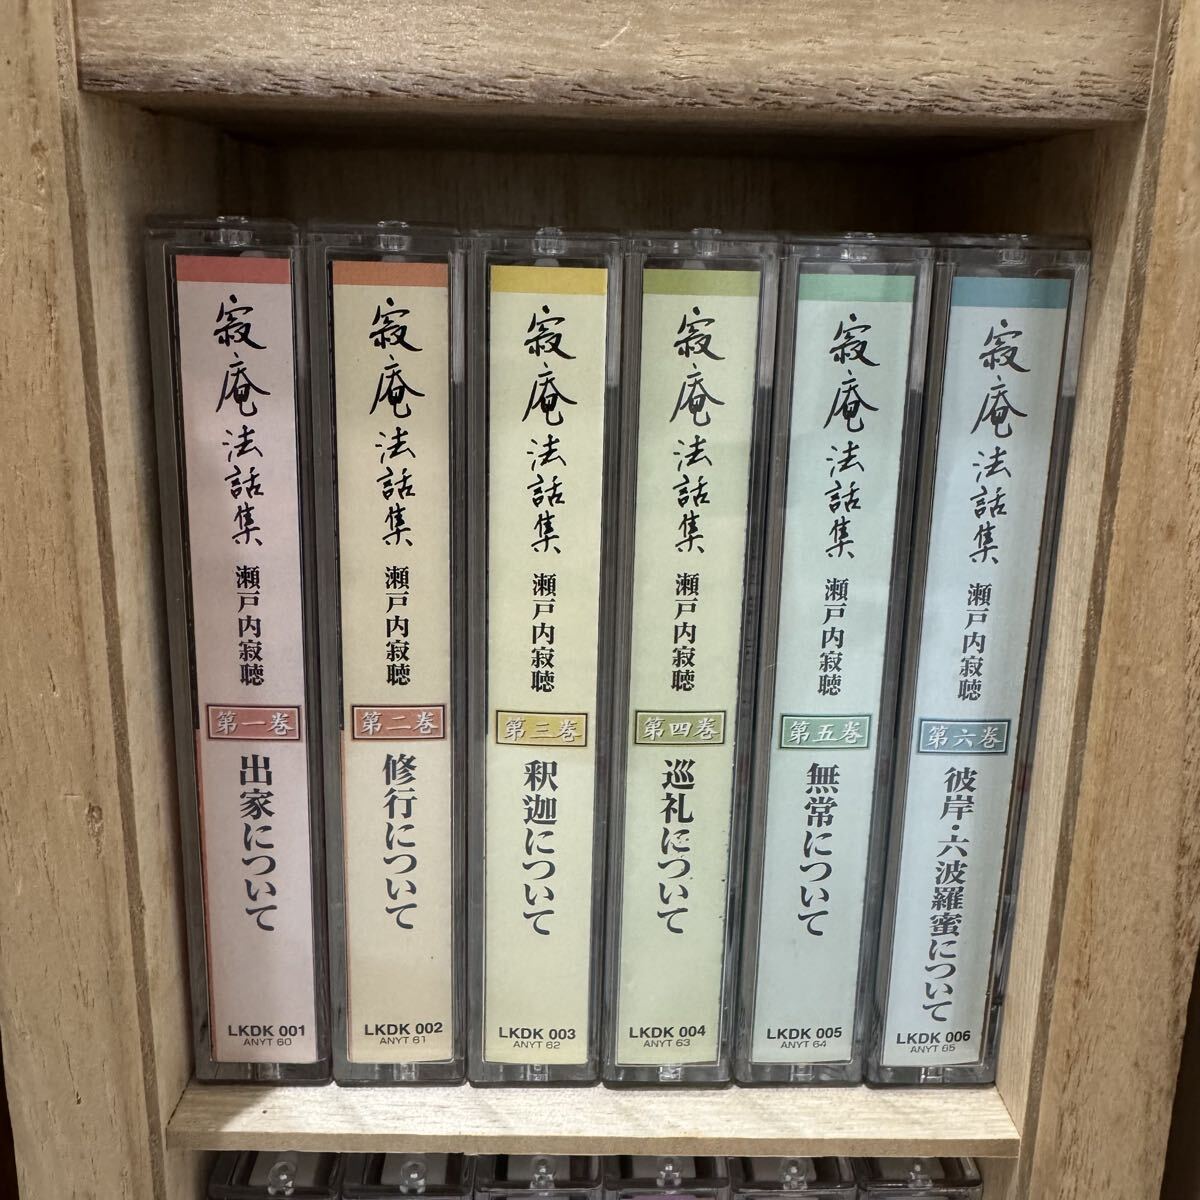 寂庵法話集
瀬戸内寂聴
第一巻
出家について
LKDK 001
ANYT 60
寂庵法話集
瀬戸内寂聴
第二巻
修行について
LKDK 002
ANYT 61
寂庵法話集
瀬戸内寂聴
第三巻
釈迦について
LKDK 003
ANYT 62
寂庵法話集
瀬戸内寂聴
第四巻
巡礼について
LKDK 004
ANYT 63
寂庵法話集
瀬戸内寂聴
第五巻
無常について
LKDK 005
ANYT 64
寂庵法話集
瀬戸内寂聴
第六巻
彼岸・六波羅蜜について
LKDK 006
ANYT 65